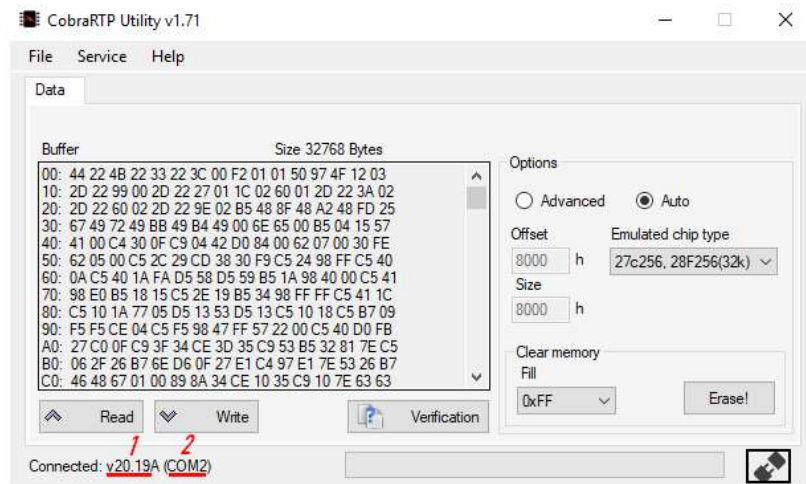 CobraRTP Utility v1.71
File Service Help
Data
Buffer Size 32768 Bytes
00: 44 22 4B 22 33 22 3C 00 F2 01 01 50 97 4F 12 03
10: 2D 22 99 00 2D 22 27 01 1C 02 60 01 2D 22 3A 02
20: 2D 22 60 02 2D 22 9E 02 B5 48 8F 48 A2 48 FD 25
30: 67 49 72 49 BB 49 B4 49 00 6E 65 00 B5 04 15 57
40: 41 00 C4 30 0F C9 04 42 D0 84 00 62 07 00 30 FE
50: 62 05 00 C5 2C 29 CD 38 30 F9 C5 24 98 FF C5 40
60: 0A C5 40 1A FA D5 58 D5 59 B5 1A 98 40 00 C5 41
70: 98 E0 B5 18 15 C5 2E 19 B5 34 98 FF FF C5 41 1C
80: C5 10 1A 77 05 D5 13 53 D5 13 C5 10 18 C5 B7 09
90: F5 F5 CE 04 C5 F5 98 47 FF 57 22 00 C5 40 D0 FB
A0: 27 C0 0F C9 3F 34 CE 3D 35 C9 53 B5 32 81 7E C5
B0: 06 2F 26 B7 6E D6 0F 27 E1 C4 97 E1 7E 53 26 B7
C0: 46 48 67 01 00 89 8A 34 CE 10 35 C9 10 7E 63 63
Options
Advanced Auto
Offset Emulated chip type
8000 h 27c256, 28F256(32k)
Size
8000 h
Clear memory
Fill
0xFF Erase!
Read Write Verification
1 2
Connected: v20.19A (COM2)